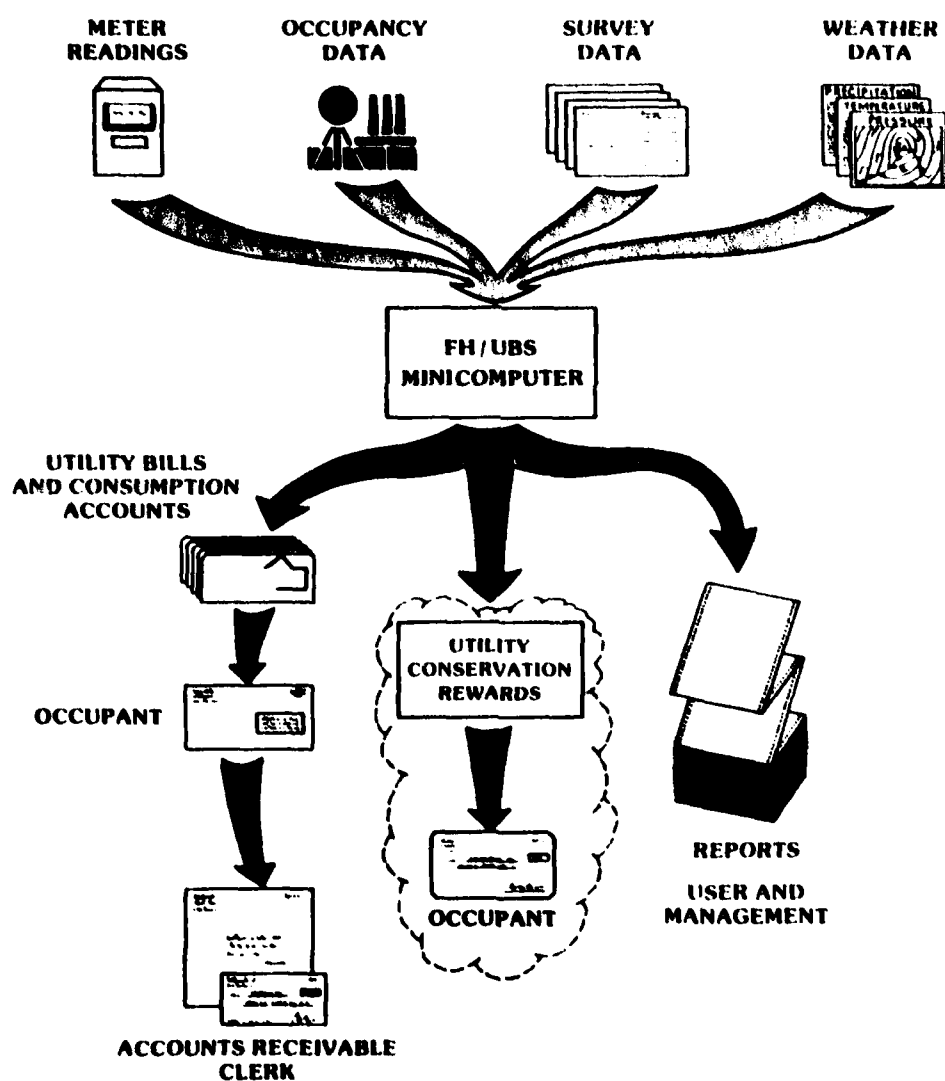 METER
READINGS
OCCUPANCY
DATA
SURVEY
DATA
WEATHER
DATA
PRECIPITATION
TEMPERATURE
PRESSURE
FH/UBS
MINICOMPUTER
UTILITY BILLS
AND CONSUMPTION
ACCOUNTS
UTILITY
CONSERVATION
REWARDS
OCCUPANT
OCCUPANT
REPORTS
USER AND
MANAGEMENT
ACCOUNTS RECEIVABLE
CLERK